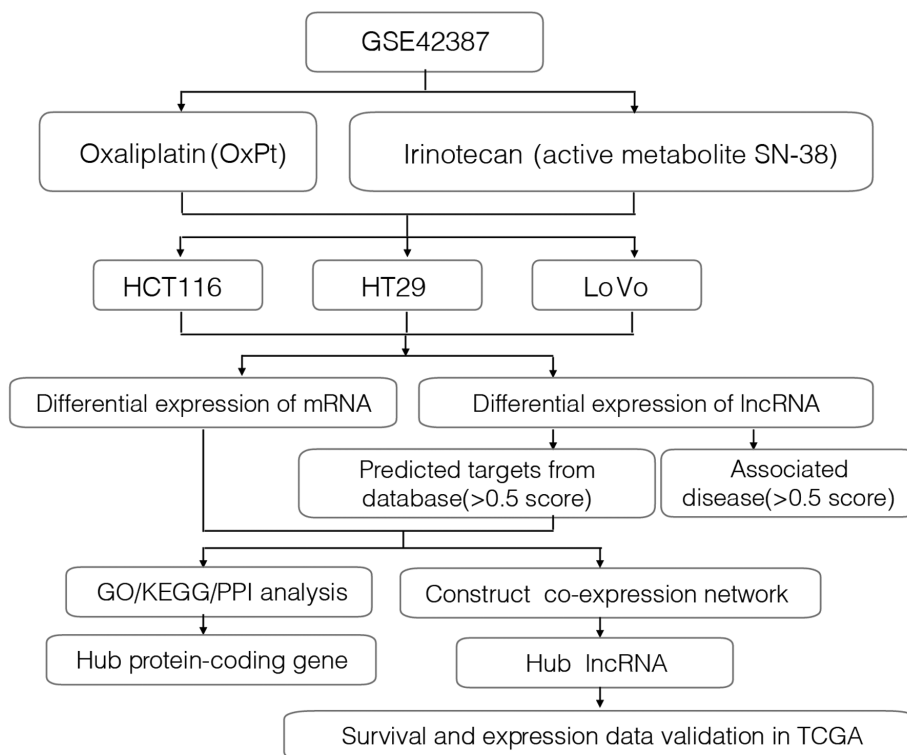 GSE42387
Oxaliplatin (OxPt)
Irinotecan (active metabolite SN-38)
HCT116
HT29
LoVo
Differential expression of mRNA
Differential expression of lncRNA
Predicted targets from
database(>0.5 score)
Associated
disease(>0.5 score)
GO/KEGG/PPI analysis
Construct co-expression network
Hub protein-coding gene
Hub lncRNA
Survival and expression data validation in TCGA